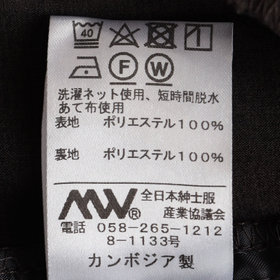 40
F W
洗濯ネット使用、短時間脱水
あて布使用
表地 ポリエステル100%
裏地 ポリエステル100%
MW® 全日本紳士服
産業協議会
電話 058-265-1212
8-1133号
カンボジア製